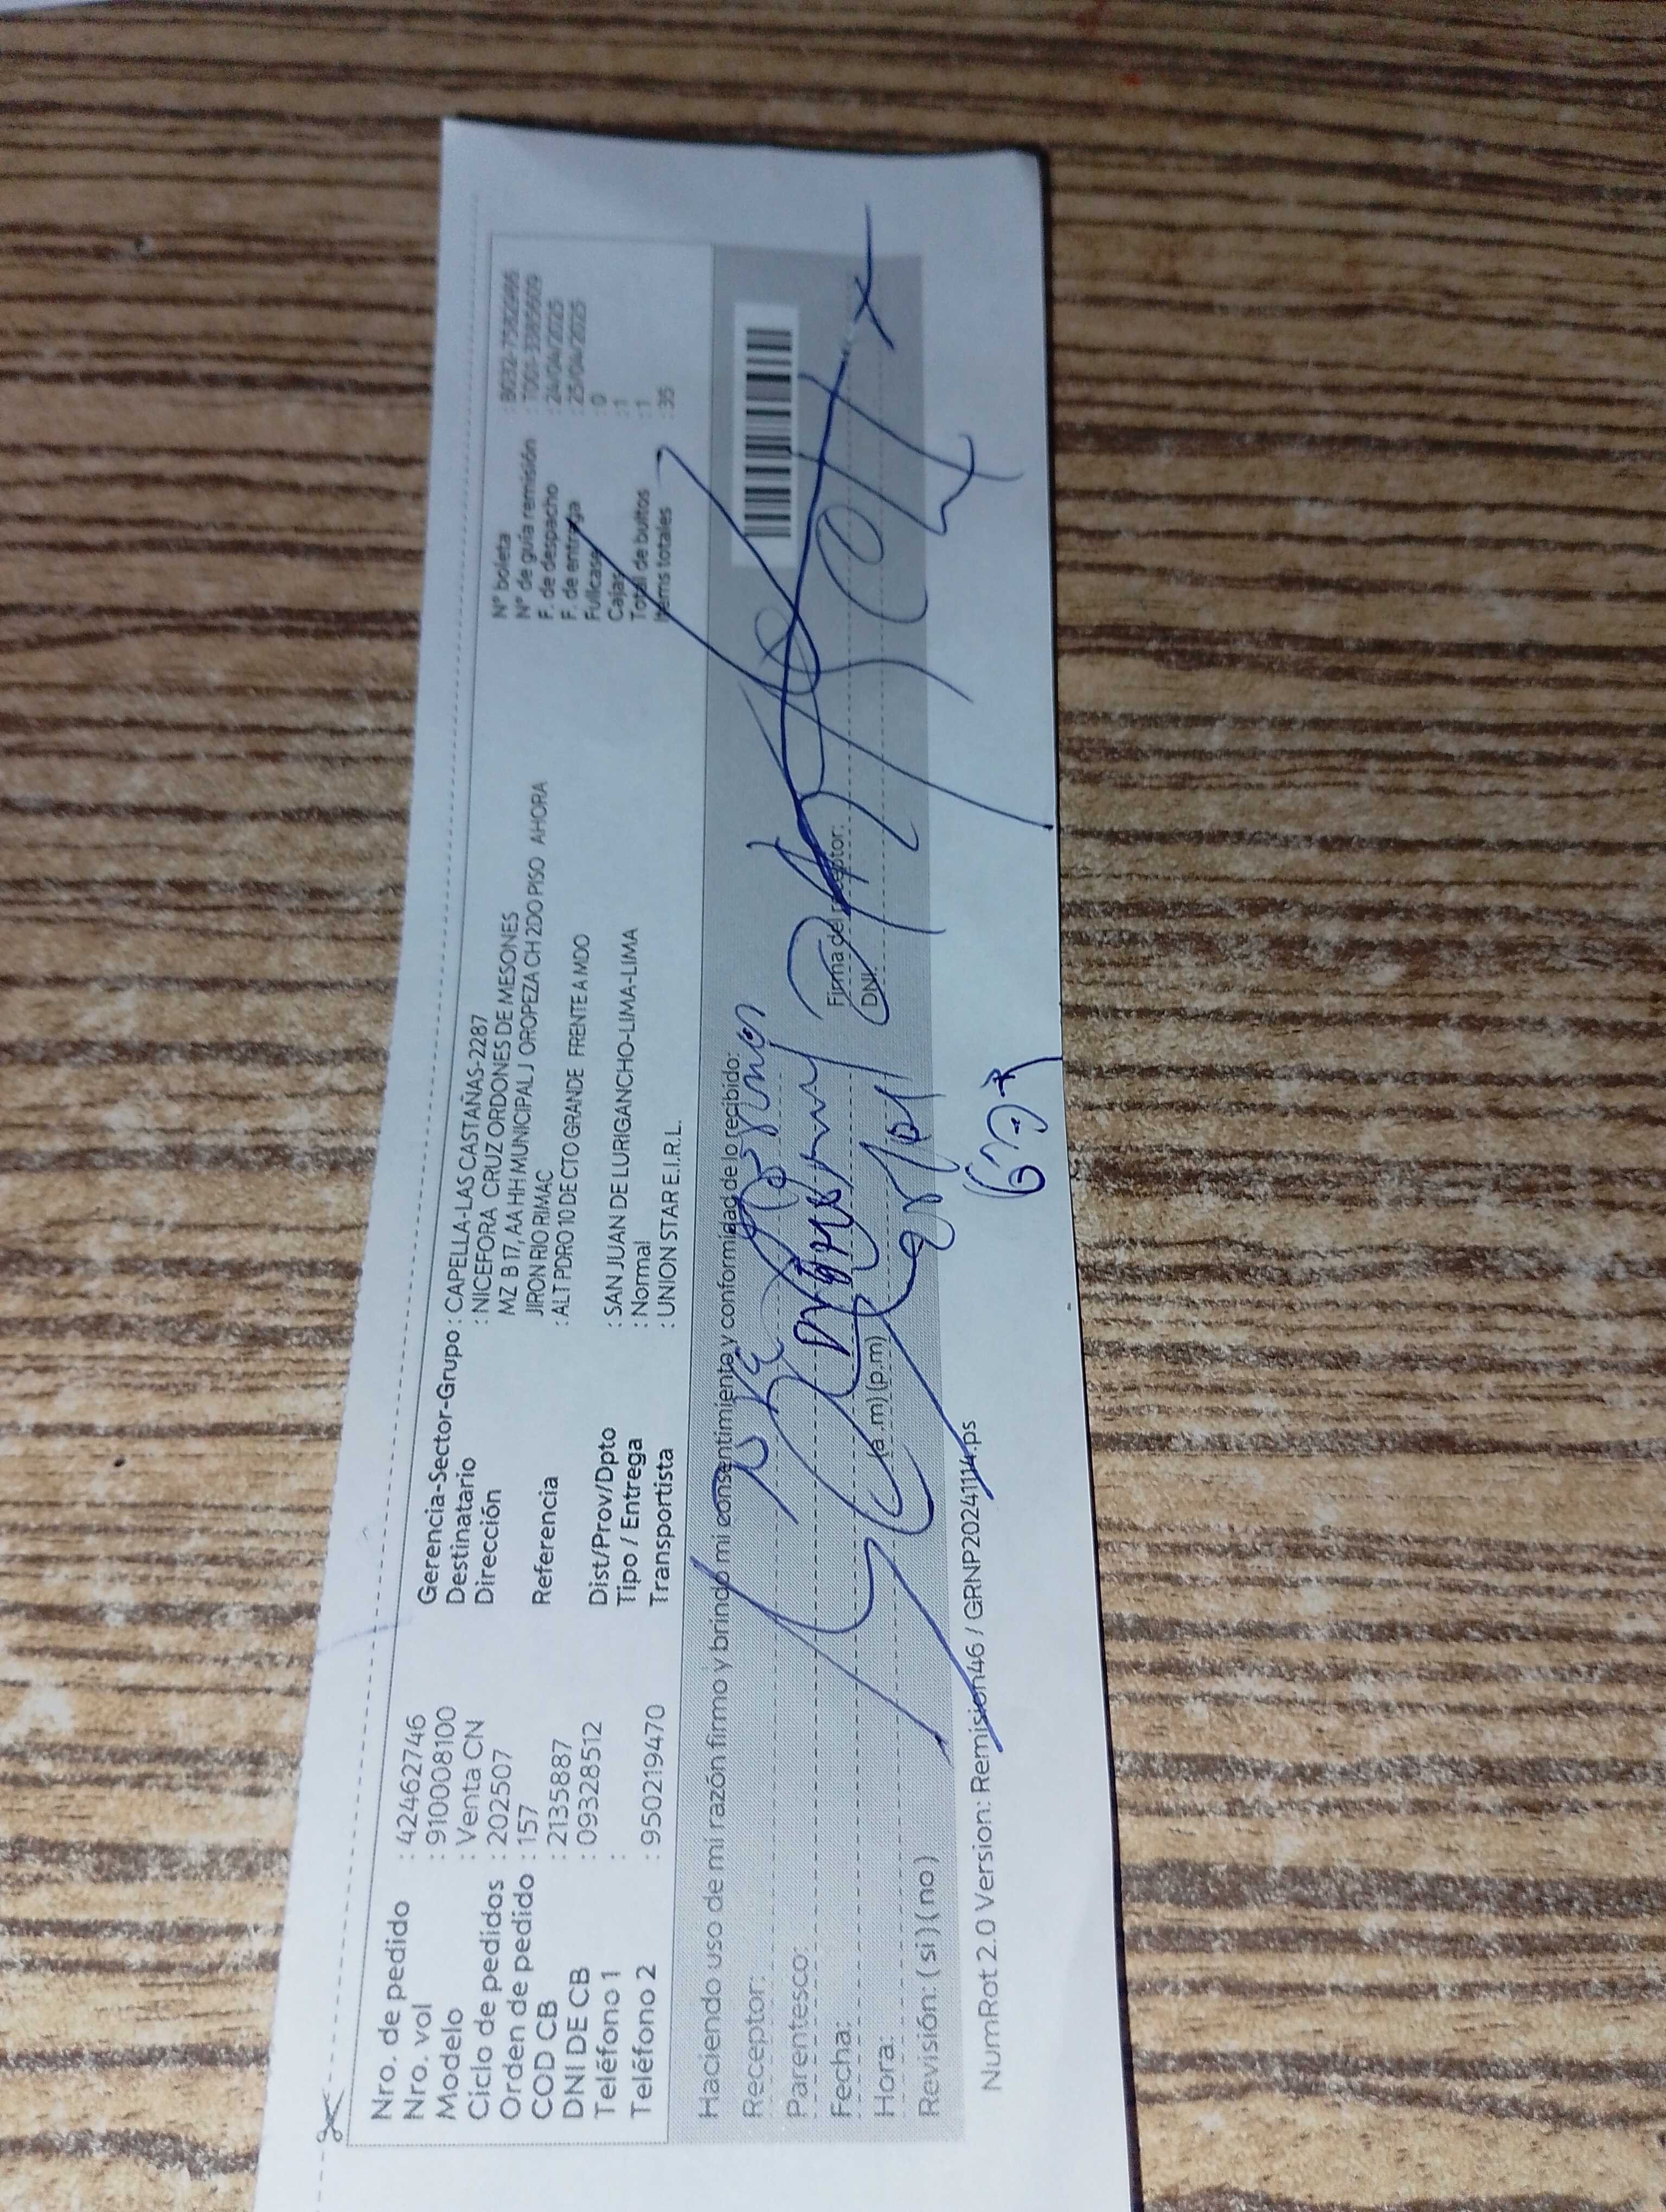 Nro. de pedido : 424627746
Nro. vol : 9100008100
Modelo : Venta CN
Ciclo de pedidos : 202507
Orden de pedido : 157
COD CB : 2135887
DNI DE CB : 09328512
Teléfono 1 :
Teléfono 2 : 950219470
Gerencia-Sector-Grupo : CAPELLA-LAS CASTAÑAS-2287
Destinatario : NICEFORA CRUZ ORDONES DE MESONES
Dirección MZ B 17, AA HH MUNICIPAL J OROPEZA CH 2DO PISO AHORA
JIRON RIO RIMAC
Referencia : ALT PDRO 10 DE CTO GRANDE FRENTE A MDO
Dist/Prov/Dpto : SAN JUAN DE LURIGANCHO-LIMA-LIMA
Tipo / Entrega : Normal
Transportista : UNION STAR E.I.R.L.
N° boleta
N° de guía remisión
F. de despacho : 24/04/2025
F. de entrega : 25/04/2025
Fullcase : 0
Cajas : 1
Total de bultos : 1
Items totales : 35
Haciendo uso de mi razón firmo y brindo mi consentimiento y conformidad de lo recibido:
Receptor:
Parentesco:
Fecha:
Hora: (a.m) (p.m)
Revisión: ( si ) (no )
Firma del receptor:
DNI:
NumRot 2.0 Version: Remision46 / GRNP20241114.ps